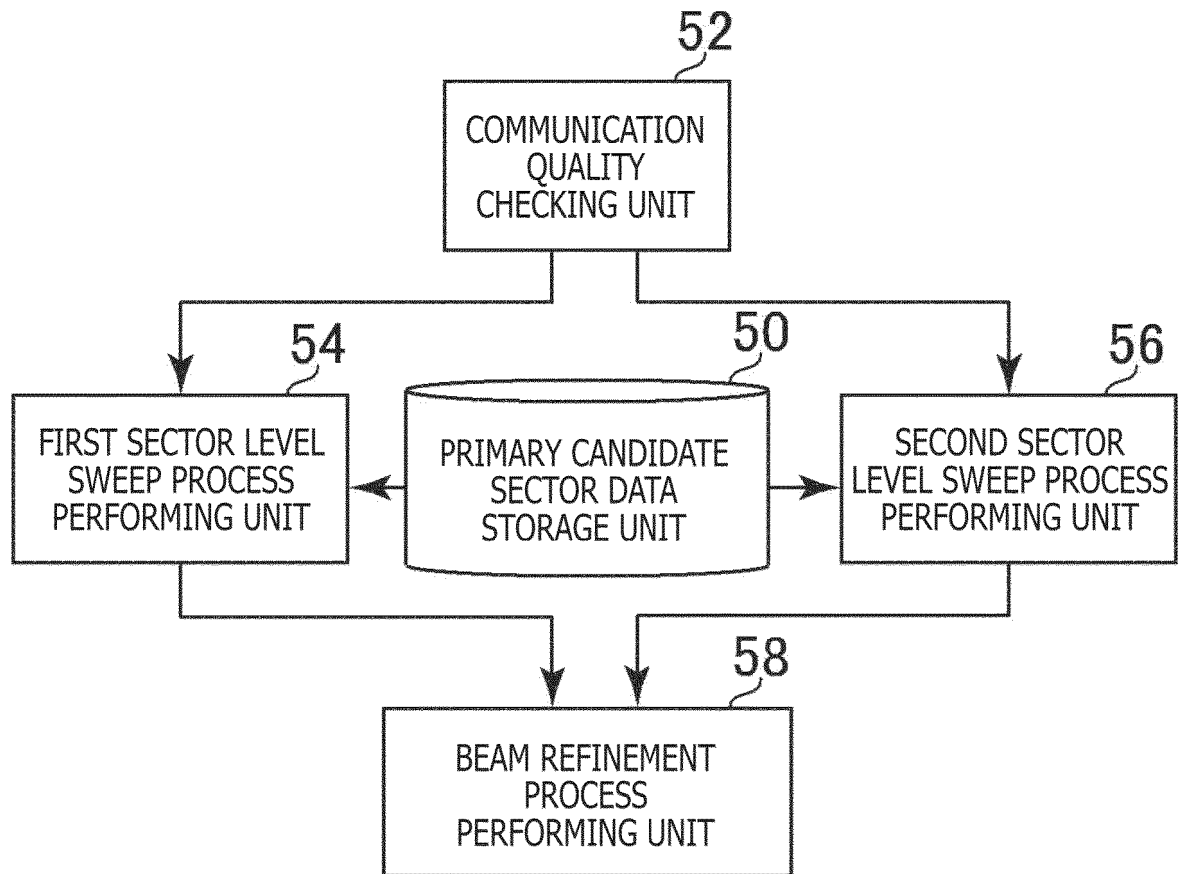 52
COMMUNICATION
QUALITY
CHECKING UNIT
54
FIRST SECTOR LEVEL
SWEEP PROCESS
PERFORMING UNIT
50
PRIMARY CANDIDATE
SECTOR DATA
STORAGE UNIT
56
SECOND SECTOR
LEVEL SWEEP PROCESS
PERFORMING UNIT
58
BEAM REFINEMENT
PROCESS
PERFORMING UNIT